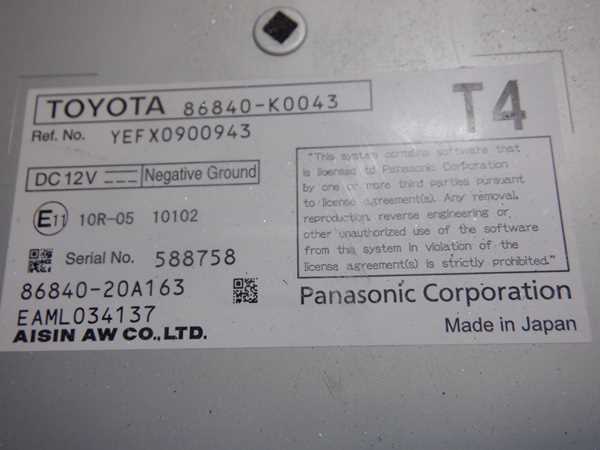 TOYOTA 86840-K0043
T4
Ref. No. YEFX0900943
DC 12V Negative Ground
E11 10R-05 10102
Serial No. 588758
86840-20A163
EAML034137
AISIN AW CO.,LTD.
"This system contains software that
is licensed to Panasonic Corporation
by one or more third parties pursuant
to license agreement(s). Any removal,
reproduction, reverse engineering or
other unauthorized use of the software
from this system in violation of the
license agreement(s) is strictly prohibited."
Panasonic Corporation
Made in Japan